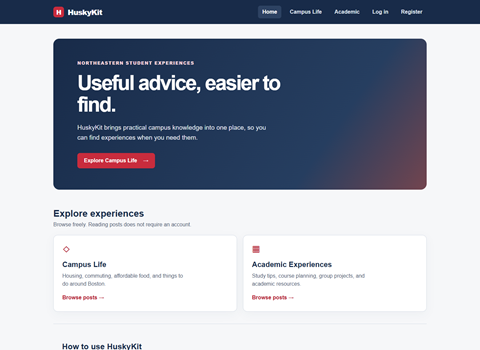 H HuskyKit
Home Campus Life Academic Log in Register
NORTHEASTERN STUDENT EXPERIENCES
Useful advice, easier to
find.
HuskyKit brings practical campus knowledge into one place, so you
can find experiences when you need them.
Explore Campus Life →
Explore experiences
Browse freely. Reading posts does not require an account.
Campus Life
Housing, commuting, affordable food, and things to
do around Boston.
Browse posts →
Academic Experiences
Study tips, course planning, group projects, and
academic resources.
Browse posts →
How to use HuskyKit